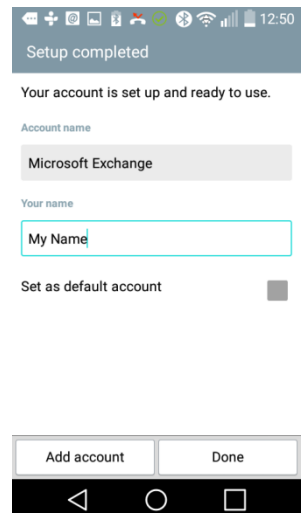 12:50
Setup completed
Your account is set up and ready to use.
Account name
Microsoft Exchange
Your name
My Name
Set as default account
Add account
Done